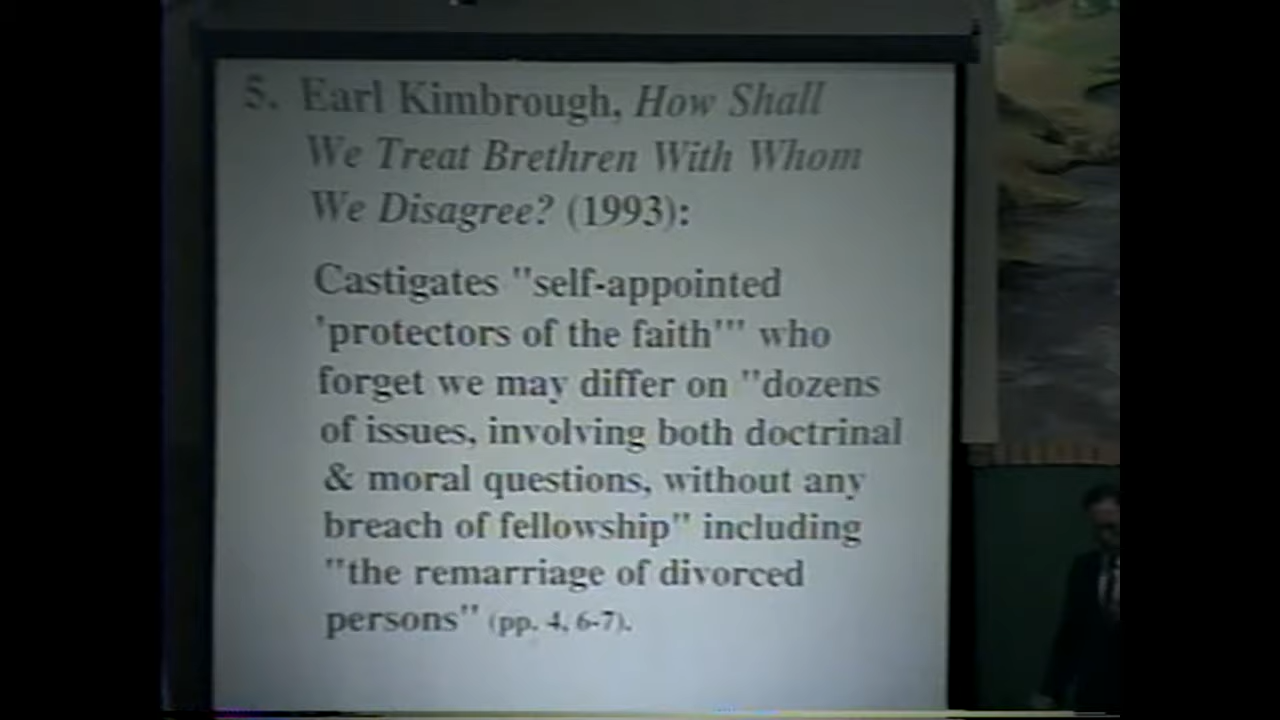 5. Earl Kimbrough, How Shall
We Treat Brethren With Whom
We Disagree? (1993):
Castigates "self-appointed
'protectors of the faith'" who
forget we may differ on "dozens
of issues, involving both doctrinal
& moral questions, without any
breach of fellowship" including
"the remarriage of divorced
persons" (pp. 4, 6-7).